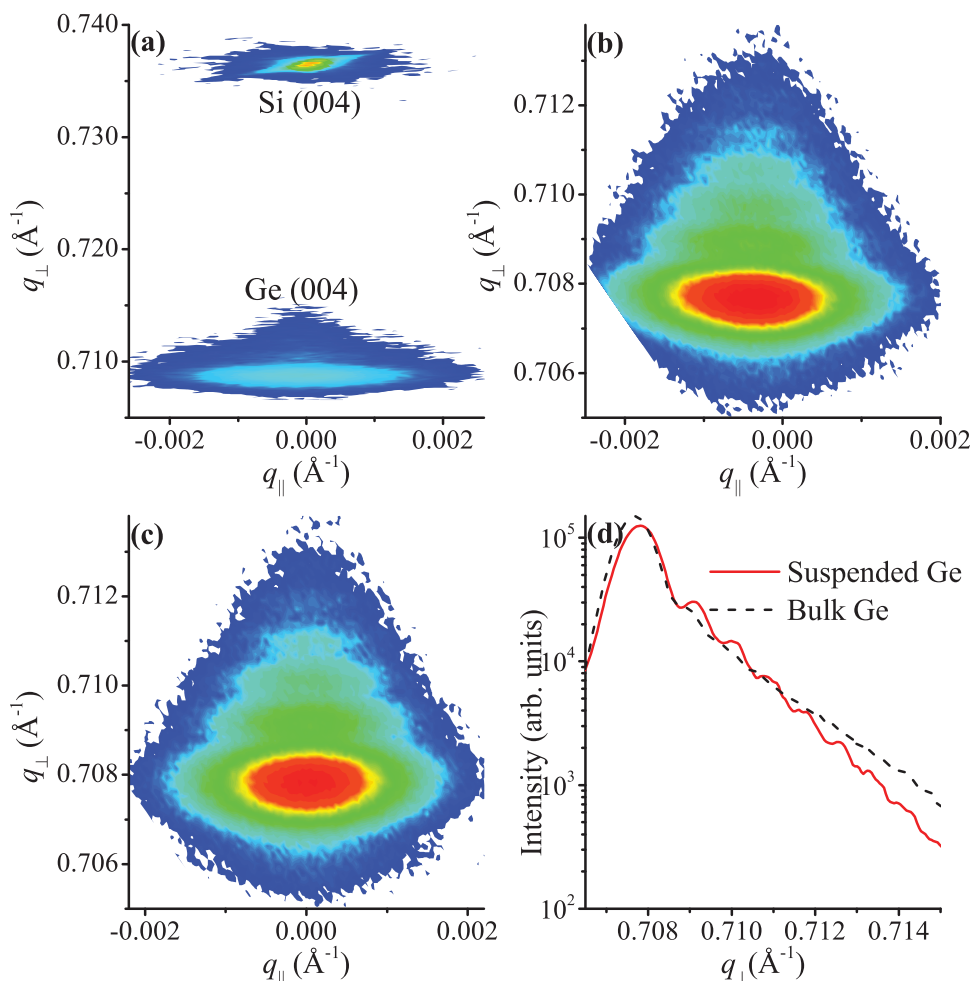 (a)
0.740
0.730
0.720
0.710
q⊥ (Å⁻¹)
Si (004)
Ge (004)
-0.002 0.000 0.002
q|| (Å⁻¹)
(b)
0.712
0.710
0.708
0.706
q⊥ (Å⁻¹)
-0.002 0.000 0.002
q|| (Å⁻¹)
(c)
0.712
0.710
0.708
0.706
q⊥ (Å⁻¹)
-0.002 0.000 0.002
q|| (Å⁻¹)
(d)
10⁵
10⁴
10³
10²
Intensity (arb. units)
Suspended Ge
Bulk Ge
0.708 0.710 0.712 0.714
q⊥(Å⁻¹)